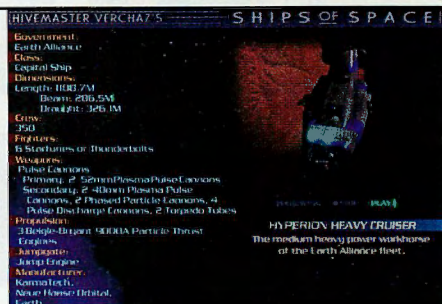 HIVEMASTER VERCHAZ'S
SHIPS OF SPACE
Government:
Earth Alliance
Class:
Capital Ship
Dimensions:
Length: 1108.7M
Beam: 206.5M
Draught: 326.1M
Crew:
350
Fighters:
6 Starfuries or Thunderbolts
Weapons:
Pulse Cannons
Primary: 2 52mm Plasma Pulse Cannons
Secondary: 2 40mm Plasma Pulse
Cannons, 2 Phased Particle Cannons, 4
Pulse Discharge Cannons, 2 Torpedo Tubes
Propulsion:
3 Beigle-Bryant 9000A Particle Thrust
Engines
Jumpgate:
Jump Engine
Manufacturer:
KarmaTech,
Neue Hanse Orbital,
Earth
PLAY
HYPERION HEAVY CRUISER
The medium heavy power workhorse
of the Earth Alliance fleet.